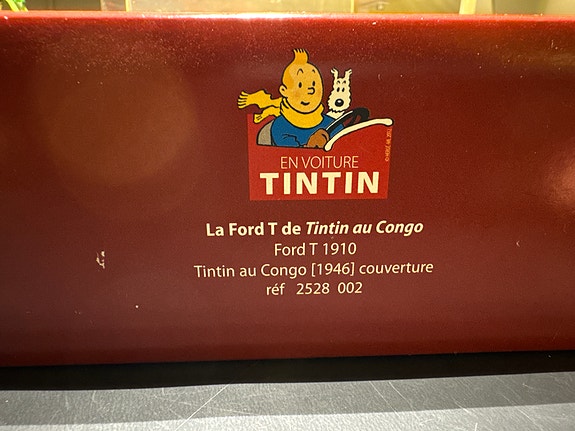 EN VOITURE
TINTIN
La Ford T de Tintin au Congo
Ford T 1910
Tintin au Congo [1946] couverture
réf 2528 002